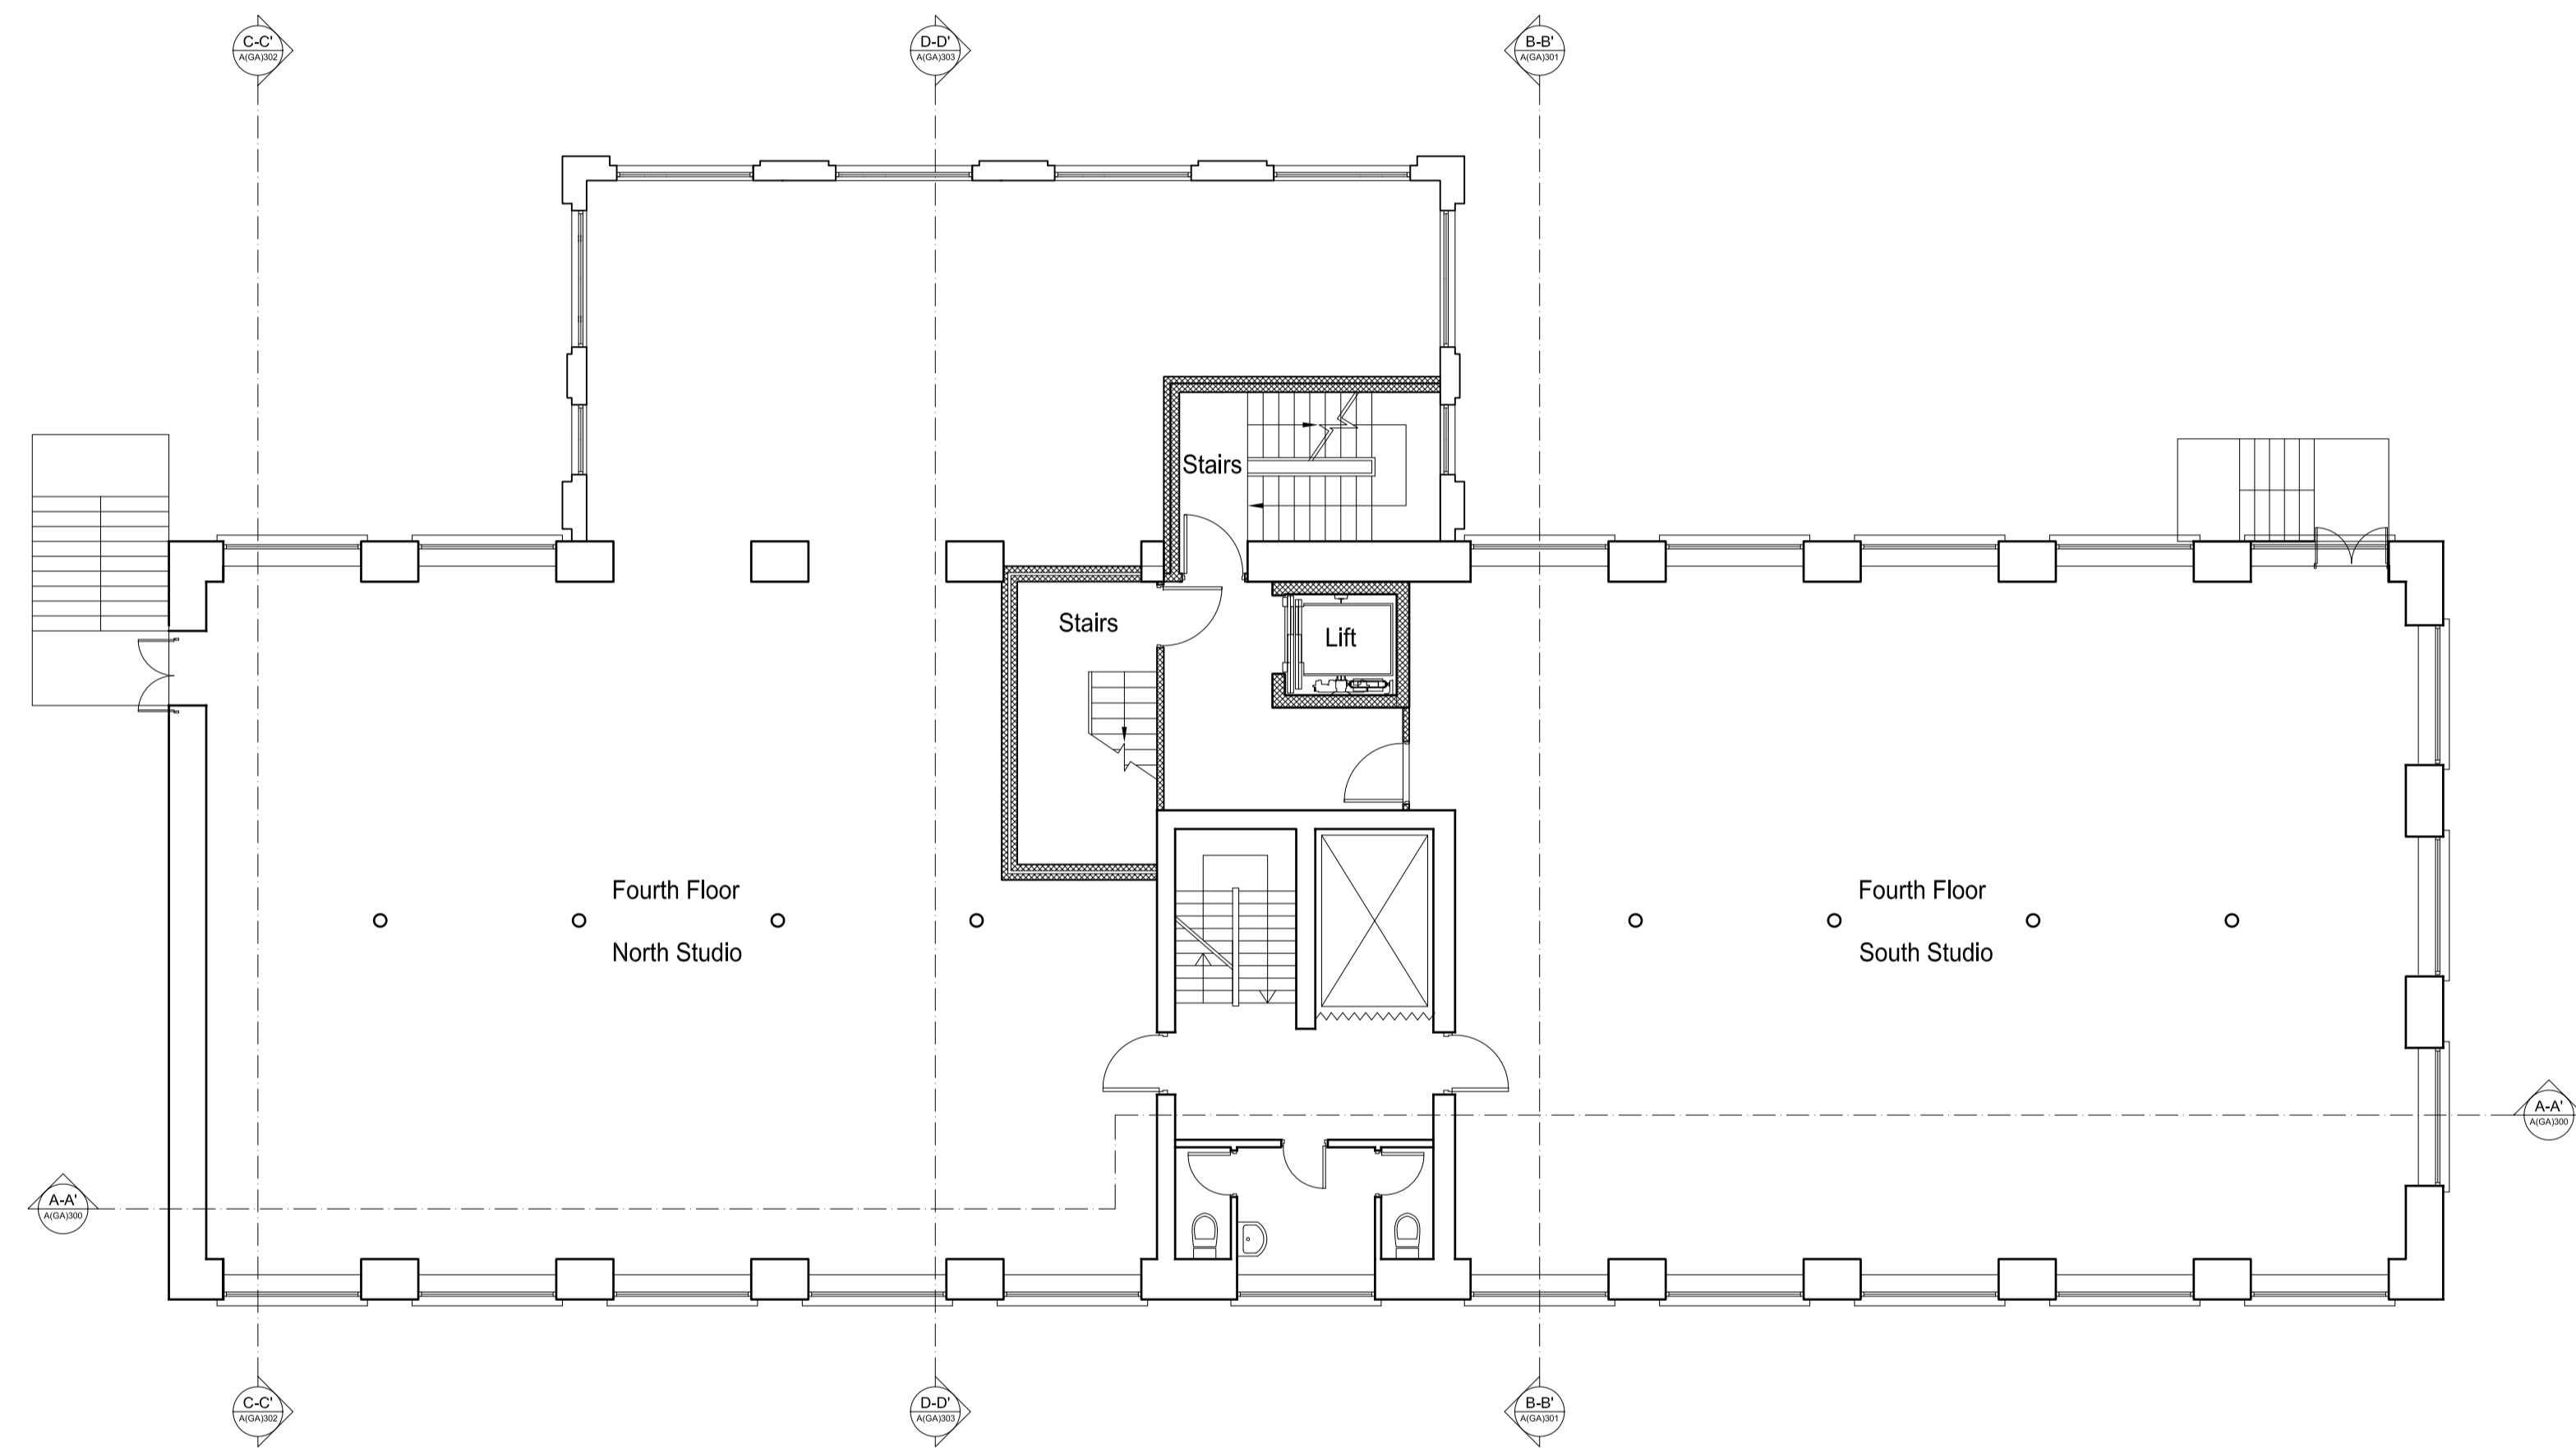 C-C'
A(GA)302
D-D'
A(GA)303
B-B'
A(GA)301
Stairs
Stairs
Lift
Fourth Floor
North Studio
Fourth Floor
South Studio
A-A'
A(GA)300
A-A'
A(GA)300
C-C'
A(GA)302
D-D'
A(GA)303
B-B'
A(GA)301